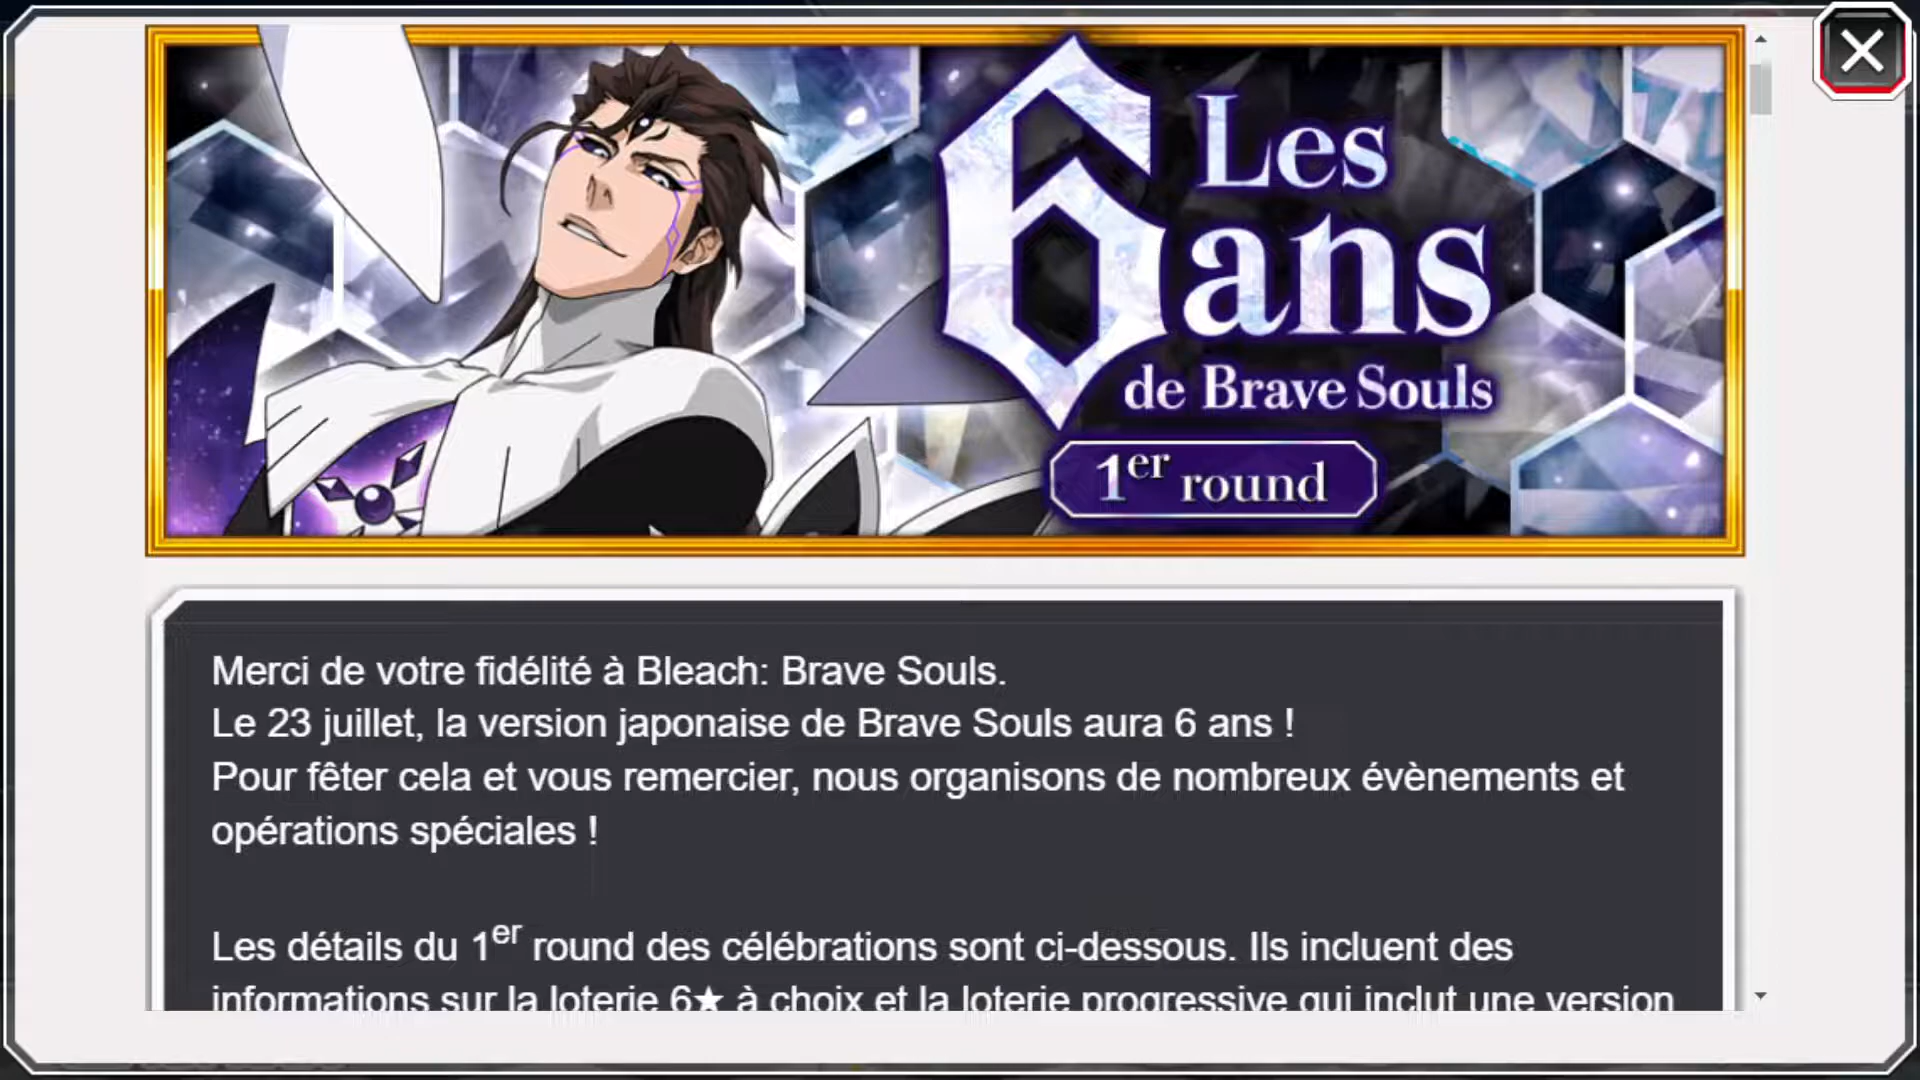 Les
6 ans
de Brave Souls
1er round
Merci de votre fidélité à Bleach: Brave Souls.
Le 23 juillet, la version japonaise de Brave Souls aura 6 ans !
Pour fêter cela et vous remercier, nous organisons de nombreux évènements et
opérations spéciales !
Les détails du 1er round des célébrations sont ci-dessous. Ils incluent des
informations sur la loterie 6★ à choix et la loterie progressive qui inclut une version